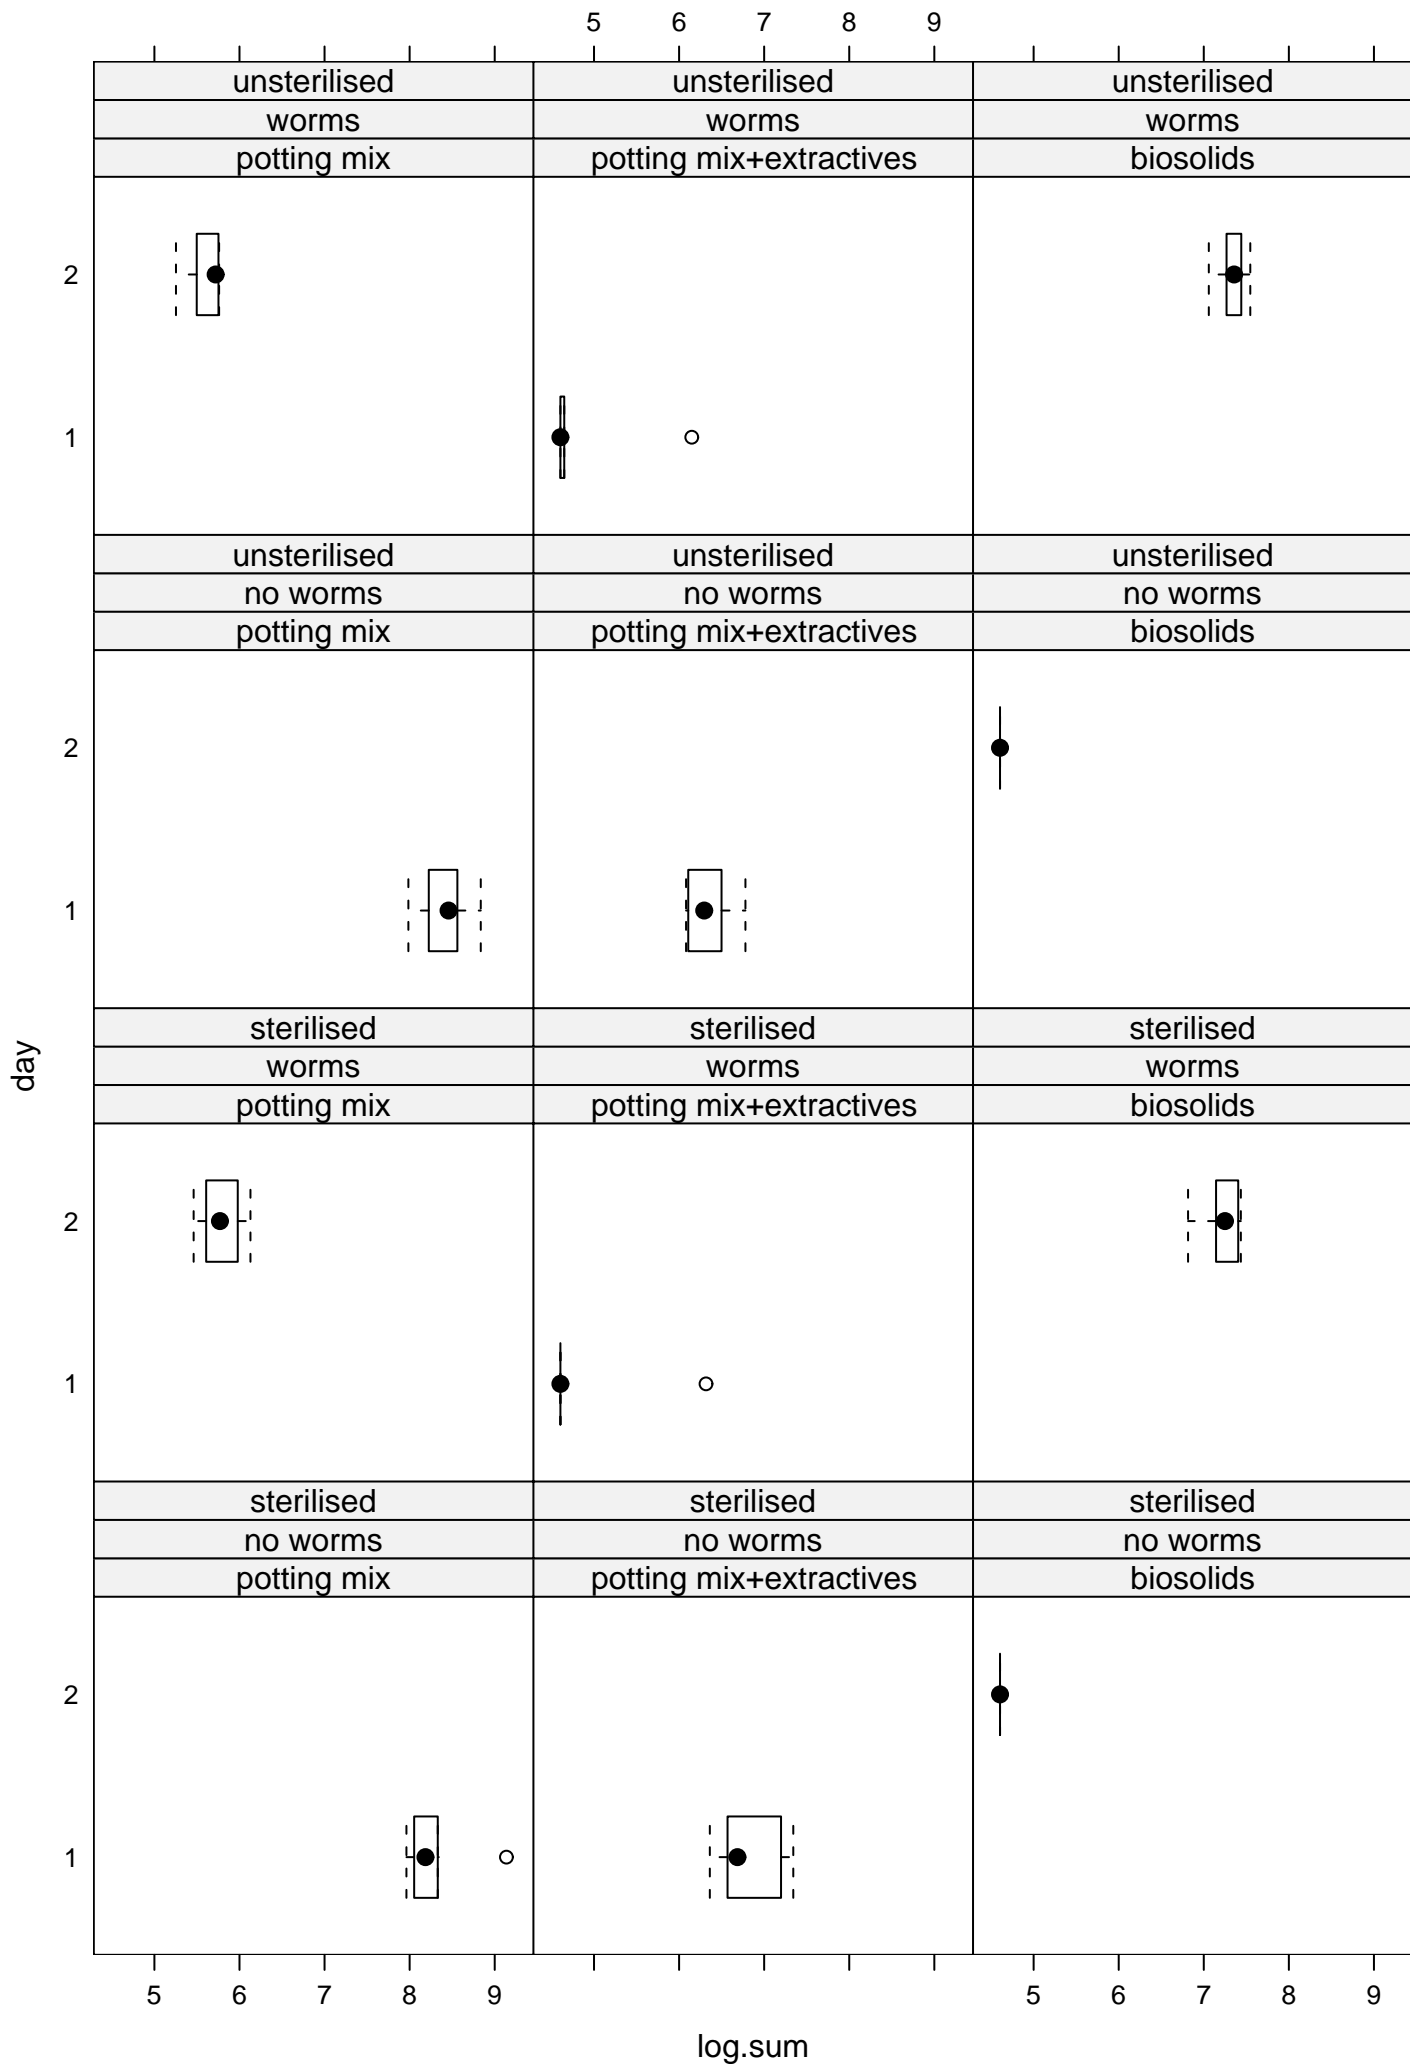 5 6 7 8 9
unsterilised unsterilised unsterilised
worms worms worms
potting mix potting mix+extractives biosolids
2
1
unsterilised unsterilised unsterilised
no worms no worms no worms
potting mix potting mix+extractives biosolids
2
1
sterilised sterilised sterilised
day
worms worms worms
potting mix potting mix+extractives biosolids
2
1
sterilised sterilised sterilised
no worms no worms no worms
potting mix potting mix+extractives biosolids
2
1
5 6 7 8 9 5 6 7 8 9
log.sum